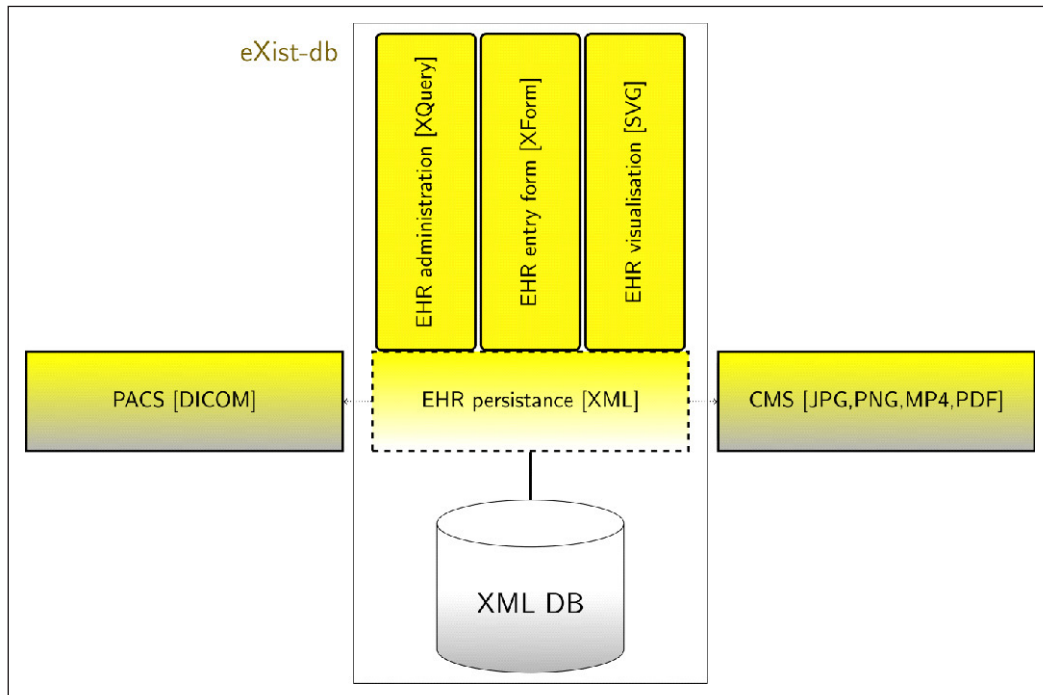 eXist-db
EHR administration [XQuery]
EHR entry form [XForm]
EHR visualisation [SVG]
PACS [DICOM]
EHR persistance [XML]
CMS [JPG,PNG,MP4,PDF]
XML DB